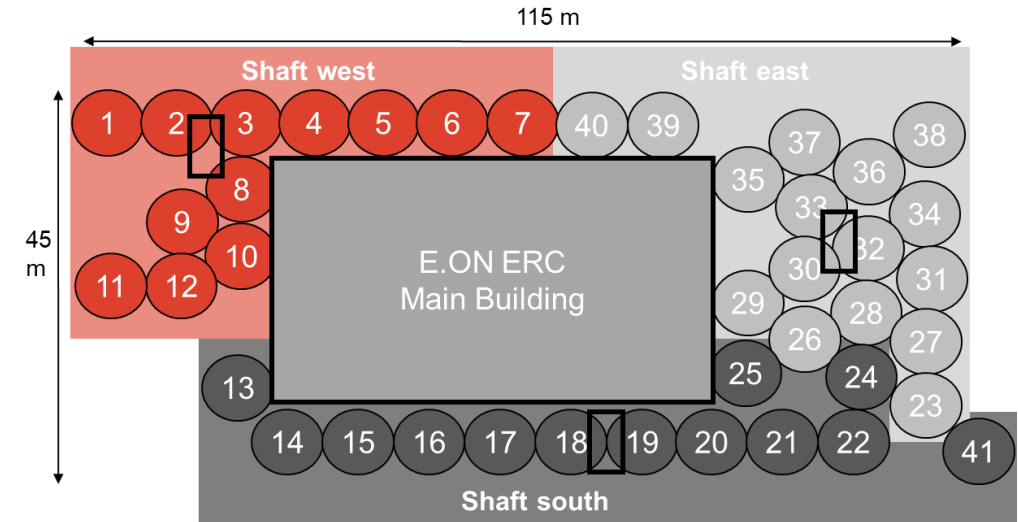 115 m
Shaft west
Shaft east
1 2 3 4 5 6 7 40 39
37 38
36
35
8
33 34
9
32
10
30
31
11 12
29
28
26 27
25 24
13
23
14 15 16 17 18 19 20 21 22
41
45
m
E.ON ERC
Main Building
Shaft south